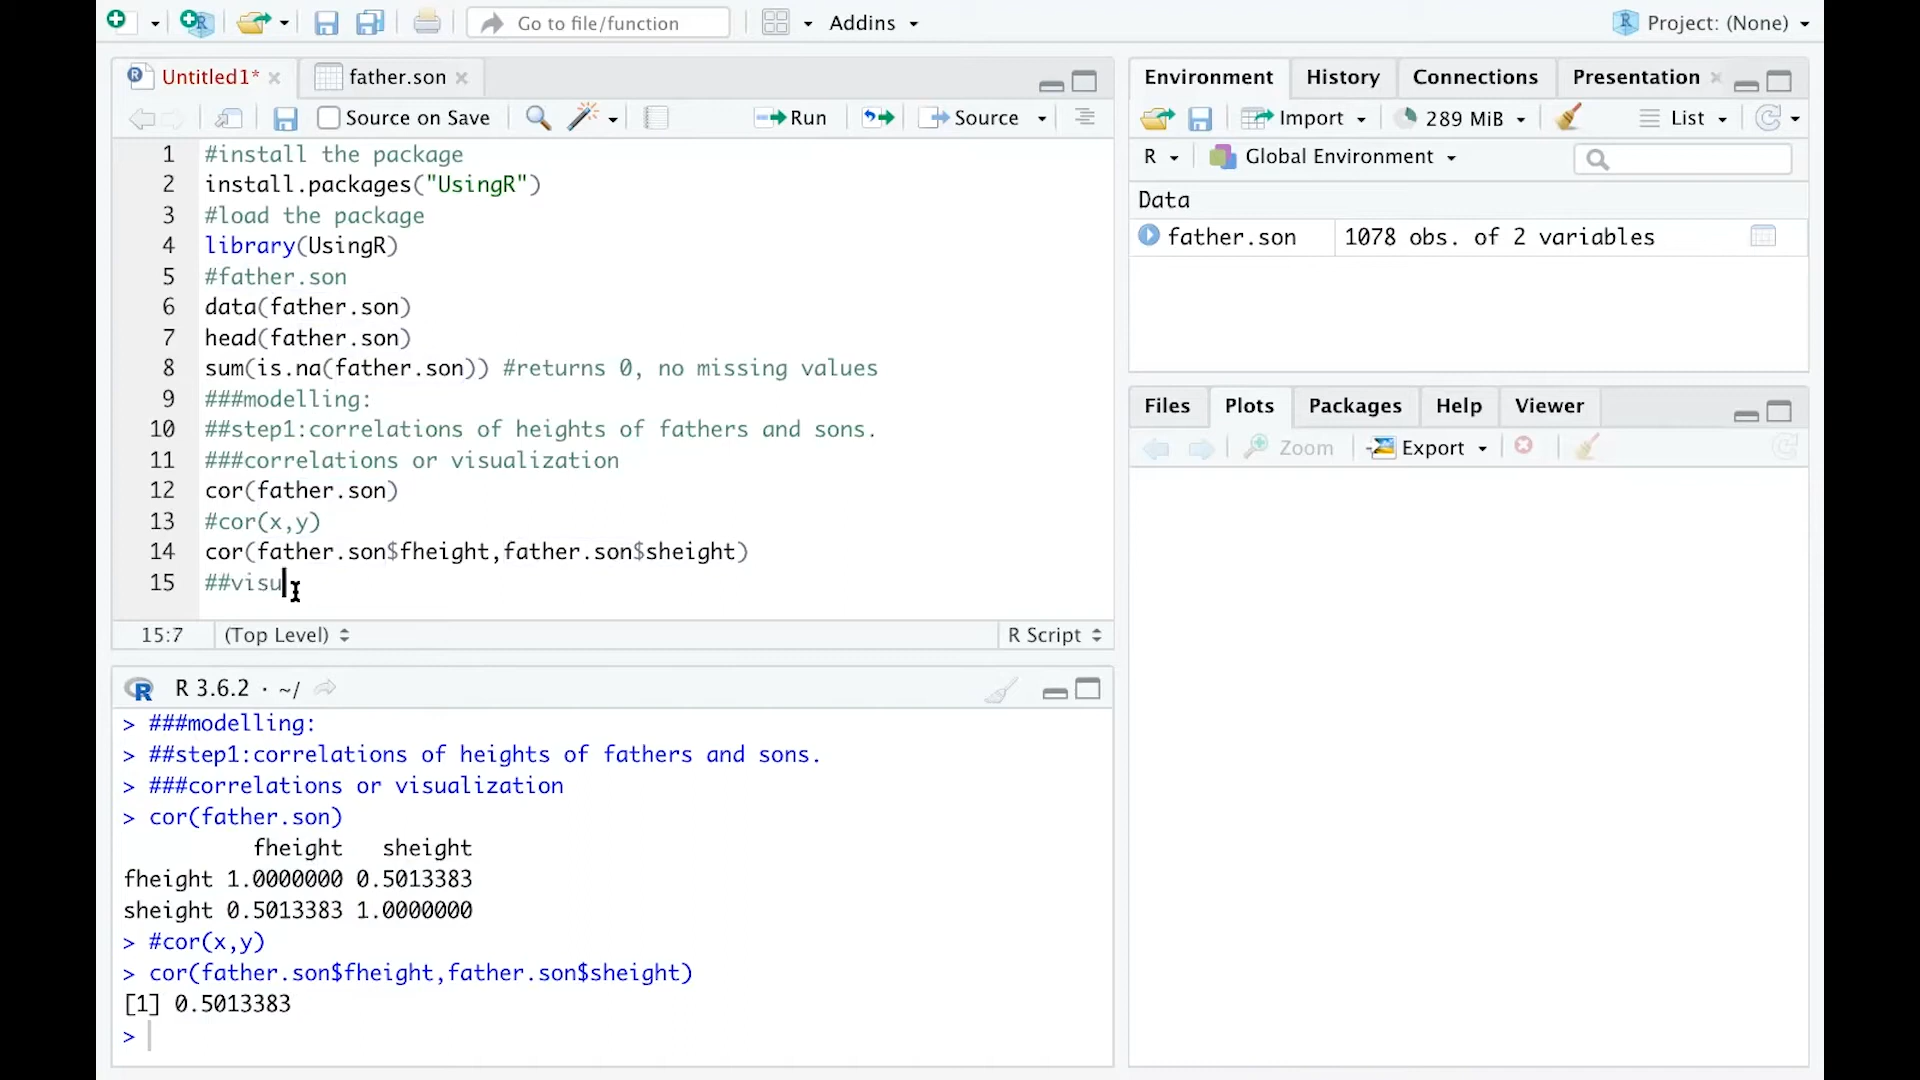 Go to file/function
Addins
Project: (None)
Untitled1*
father.son
Source on Save
Run
Source
1 #install the package
2 install.packages("UsingR")
3 #load the package
4 library(UsingR)
5 #father.son
6 data(father.son)
7 head(father.son)
8 sum(is.na(father.son)) #returns 0, no missing values
9 ###modelling:
10 ##step1:correlations of heights of fathers and sons.
11 ###correlations or visualization
12 cor(father.son)
13 #cor(x,y)
14 cor(father.son$fheight,father.son$sheight)
15 ##visu
15:7 (Top Level) R Script
R 3.6.2 · ~/
> ###modelling:
> ##step1:correlations of heights of fathers and sons.
> ###correlations or visualization
> cor(father.son)
fheight sheight
fheight 1.0000000 0.5013383
sheight 0.5013383 1.0000000
> #cor(x,y)
> cor(father.son$fheight,father.son$sheight)
[1] 0.5013383
>
Environment History Connections Presentation
Import 289 MiB List
R Global Environment
Data
father.son 1078 obs. of 2 variables
Files Plots Packages Help Viewer
Zoom Export